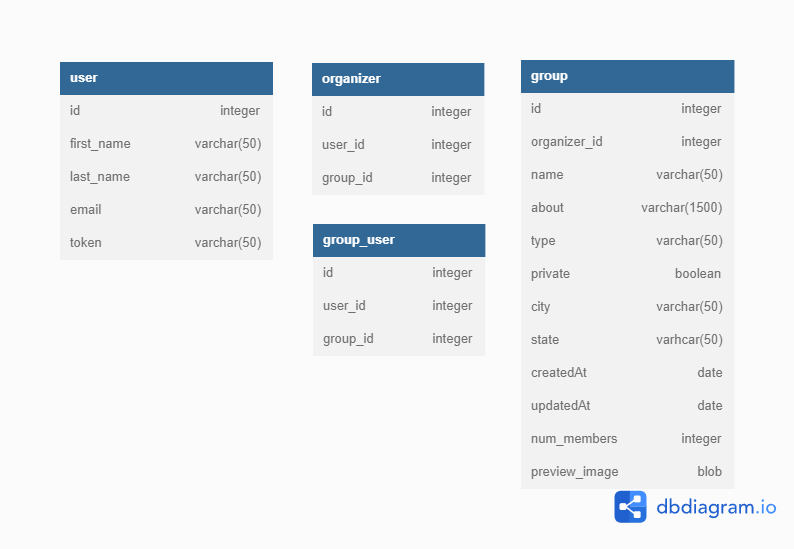 user
id integer
first_name varchar(50)
last_name varchar(50)
email varchar(50)
token varchar(50)
organizer
id integer
user_id integer
group_id integer
group_user
id integer
user_id integer
group_id integer
group
id integer
organizer_id integer
name varchar(50)
about varchar(1500)
type varchar(50)
private boolean
city varchar(50)
state varhcar(50)
createdAt date
updatedAt date
num_members integer
preview_image blob
dbdiagram.io